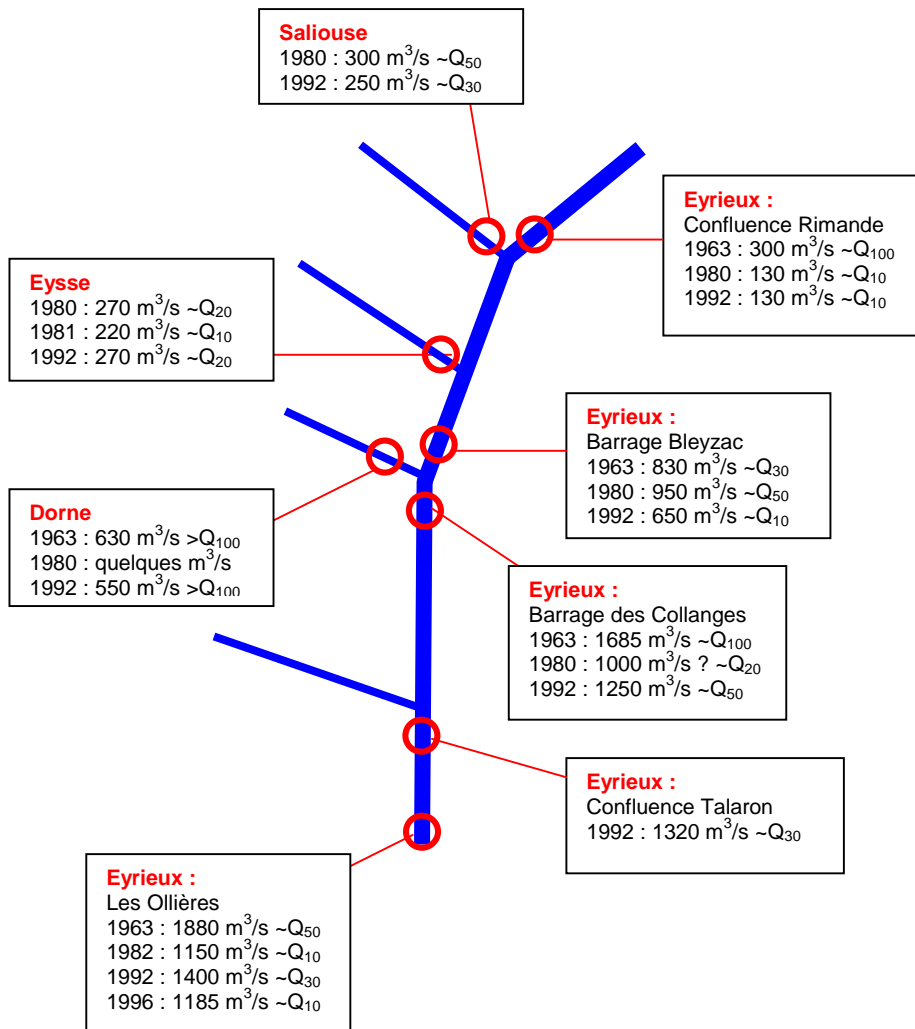 Saliouse
1980 : 300 m³/s ~Q₅₀
1992 : 250 m³/s ~Q₃₀
Eyrieux :
Confluence Rimande
1963 : 300 m³/s ~Q₁₀₀
1980 : 130 m³/s ~Q₁₀
1992 : 130 m³/s ~Q₁₀
Eysse
1980 : 270 m³/s ~Q₂₀
1981 : 220 m³/s ~Q₁₀
1992 : 270 m³/s ~Q₂₀
Eyrieux :
Barrage Bleyzac
1963 : 830 m³/s ~Q₃₀
1980 : 950 m³/s ~Q₅₀
1992 : 650 m³/s ~Q₁₀
Dorne
1963 : 630 m³/s >Q₁₀₀
1980 : quelques m³/s
1992 : 550 m³/s >Q₁₀₀
Eyrieux :
Barrage des Collanges
1963 : 1685 m³/s ~Q₁₀₀
1980 : 1000 m³/s ? ~Q₂₀
1992 : 1250 m³/s ~Q₅₀
Eyrieux :
Confluence Talaron
1992 : 1320 m³/s ~Q₃₀
Eyrieux :
Les Ollières
1963 : 1880 m³/s ~Q₅₀
1982 : 1150 m³/s ~Q₁₀
1992 : 1400 m³/s ~Q₃₀
1996 : 1185 m³/s ~Q₁₀